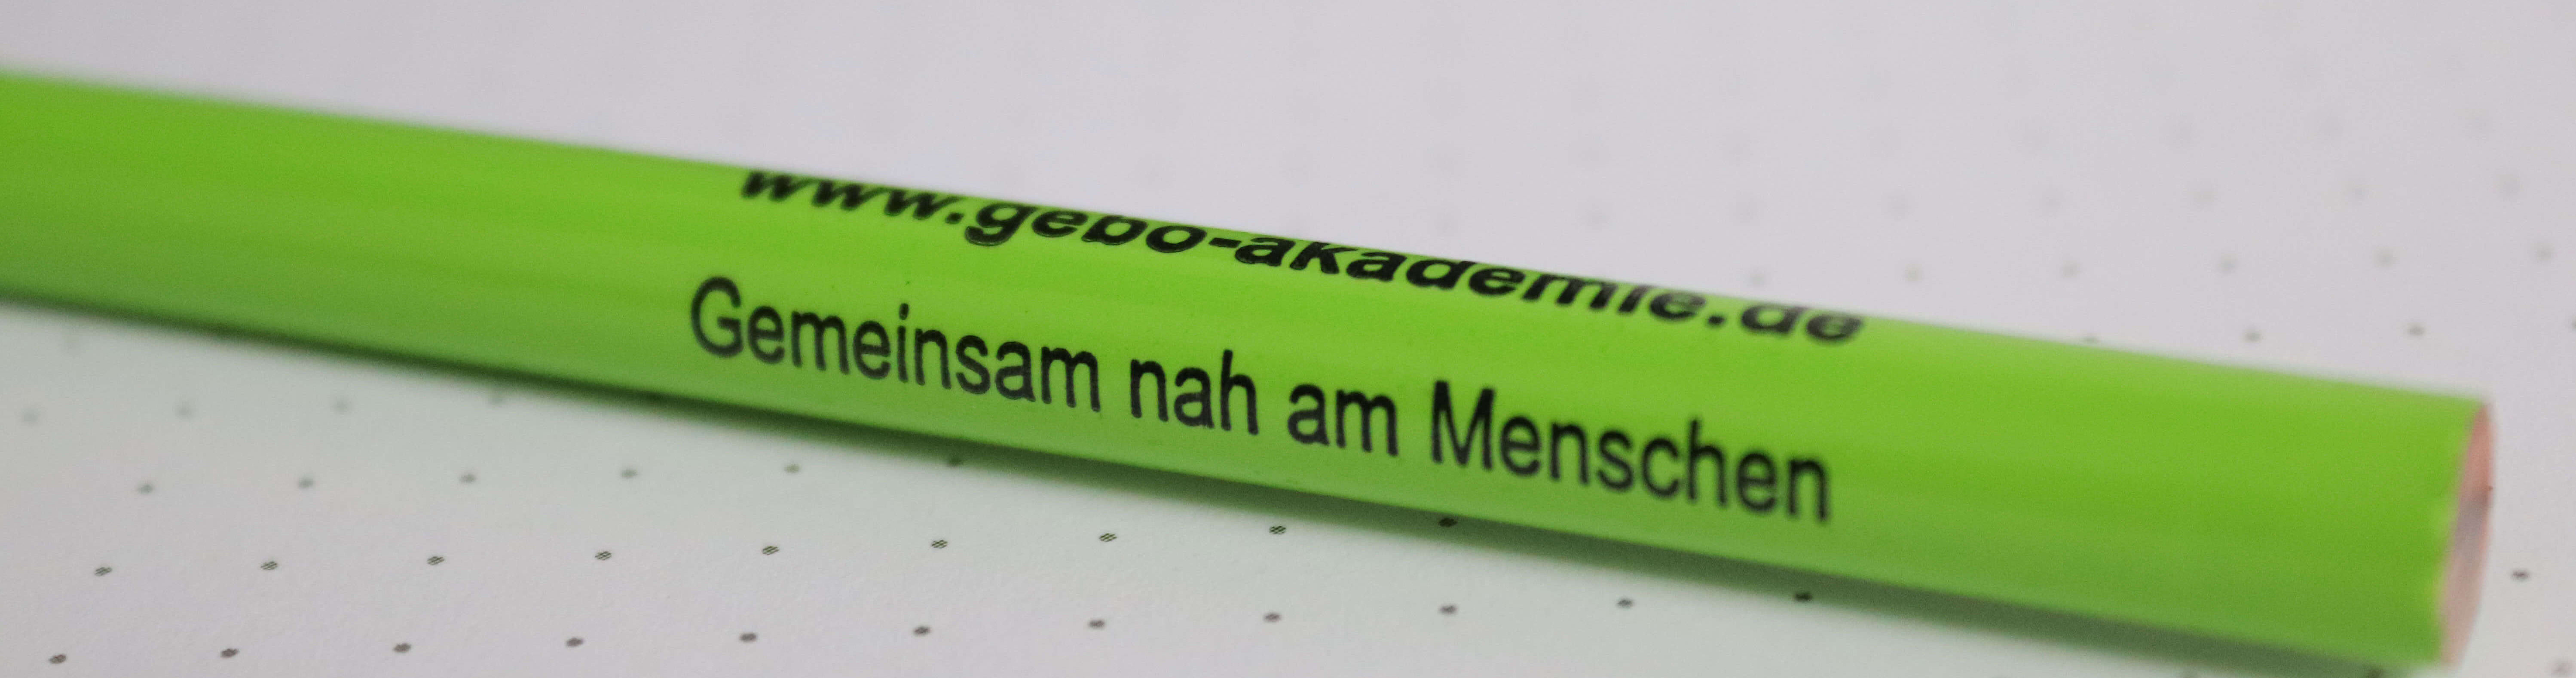 www.gebo-akademie.de
Gemeinsam nah am Menschen